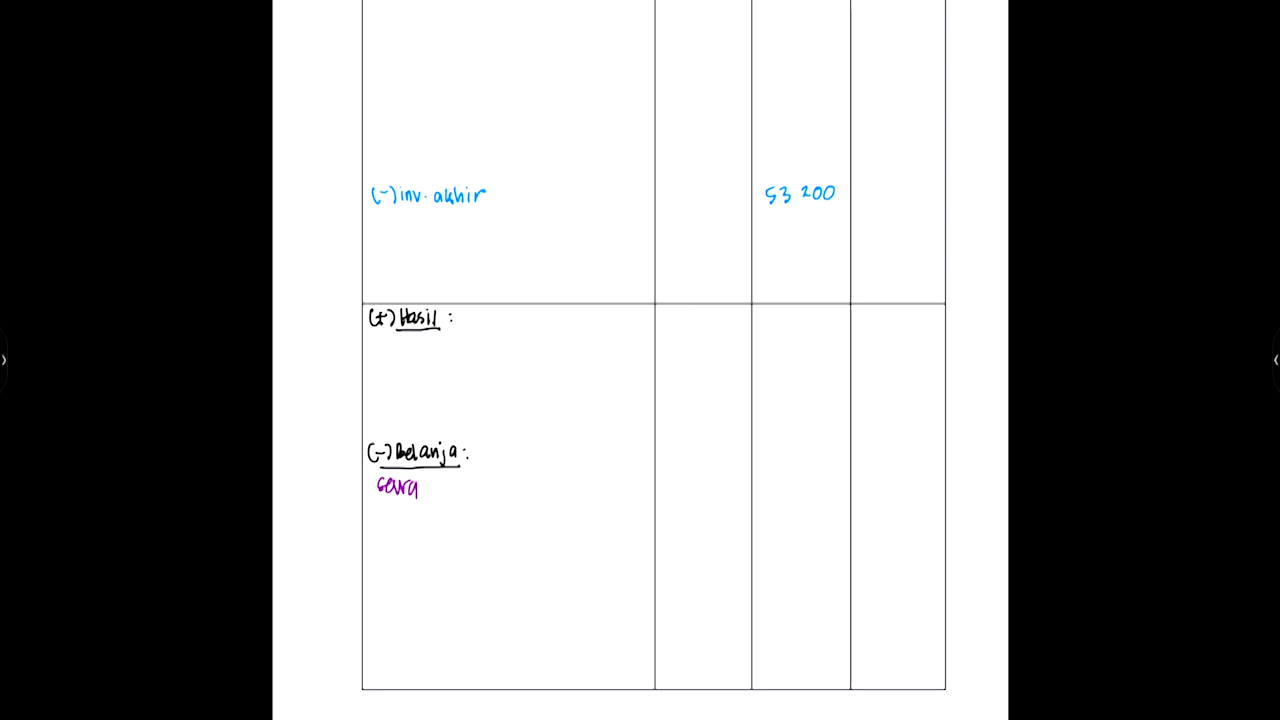 (-) inv. akhir 53 200
(+) Hasil :
(-) Belanja :
sewa